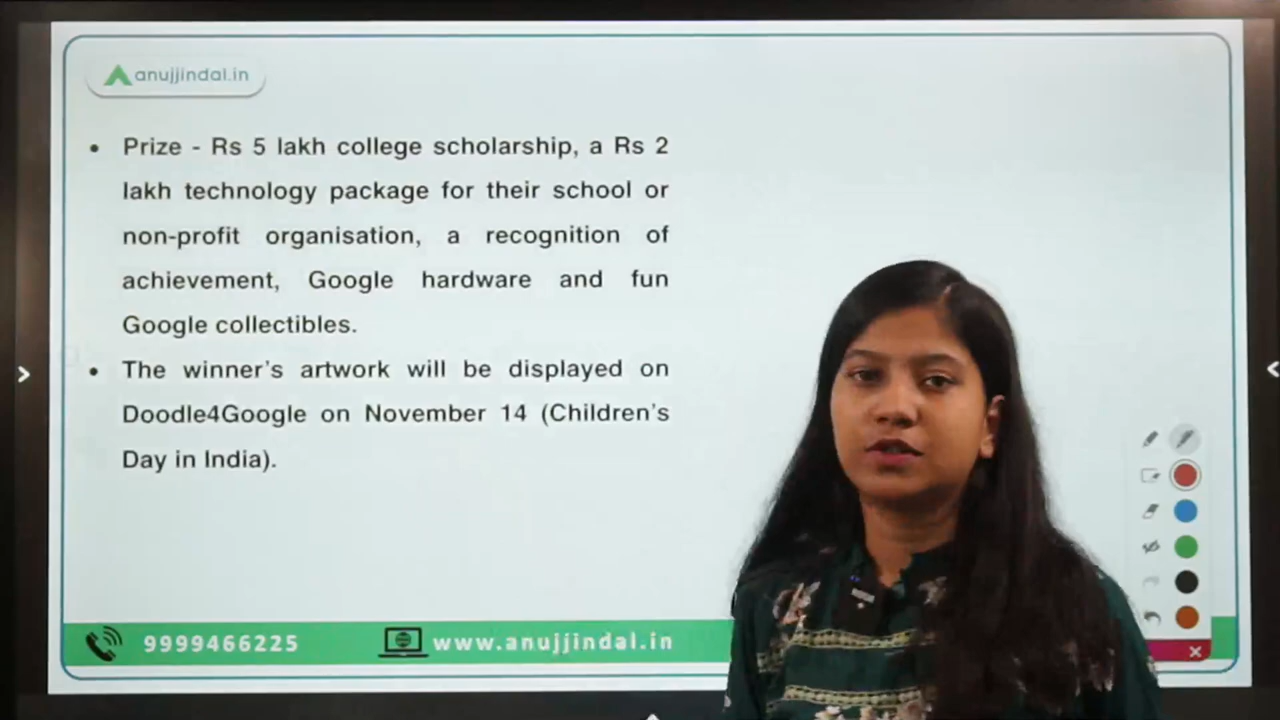 anujjindal.in
Prize - Rs 5 lakh college scholarship, a Rs 2
lakh technology package for their school or
non-profit organisation, a recognition of
achievement, Google hardware and fun
Google collectibles.
The winner's artwork will be displayed on
Doodle4Google on November 14 (Children's
Day in India).
9999466225
www.anujjindal.in